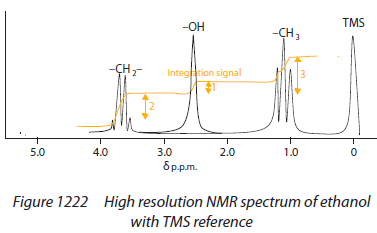 –OH
–CH3
TMS
–CH2–
Integration signal
1
3
2
5.0 4.0 3.0 2.0 1.0 0
δ p.p.m.
Figure 1222 High resolution NMR spectrum of ethanol
with TMS reference